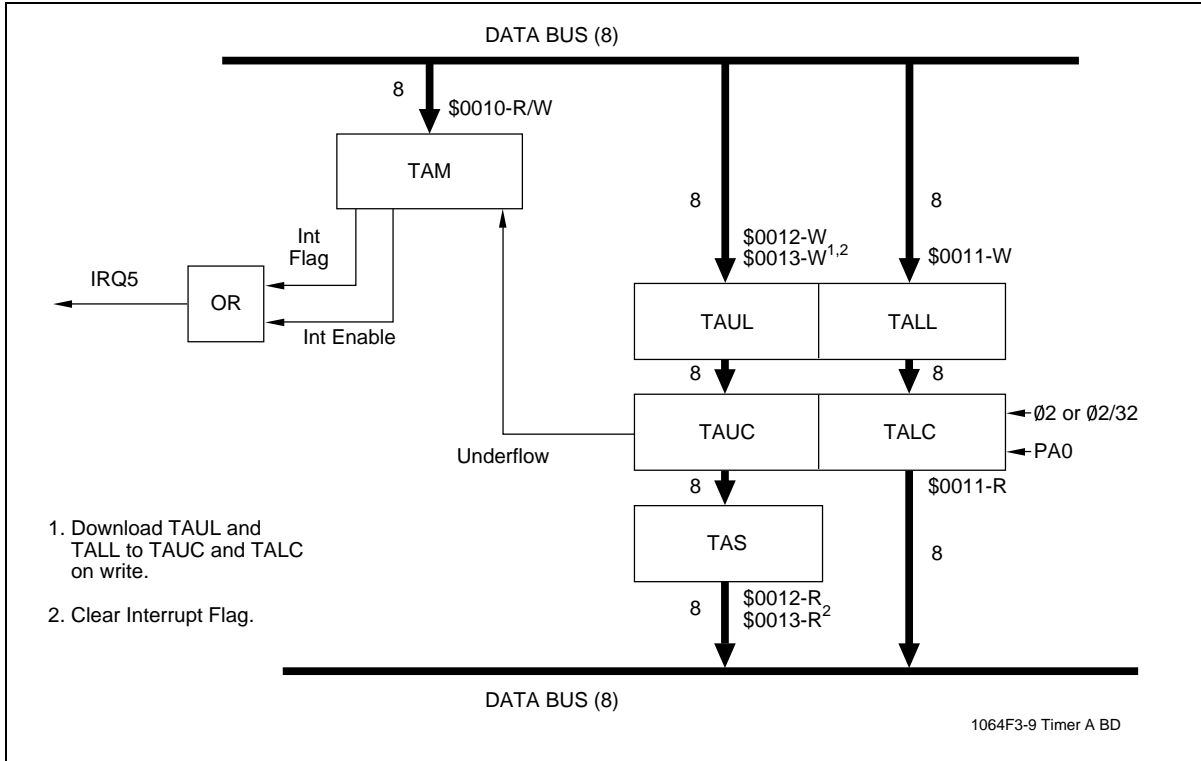 DATA BUS (8)
8
$0010-R/W
TAM
8
8
Int
Flag
$0012-W
$0013-W1,2
$0011-W
IRQ5
OR
TAUL
TALL
Int Enable
8
8
Ø2 or Ø2/32
TAUC
TALC
PA0
Underflow
8
$0011-R
1. Download TAUL and
TALL to TAUC and TALC
on write.
TAS
8
2. Clear Interrupt Flag.
8
$0012-R
$0013-R2
DATA BUS (8)
1064F3-9 Timer A BD